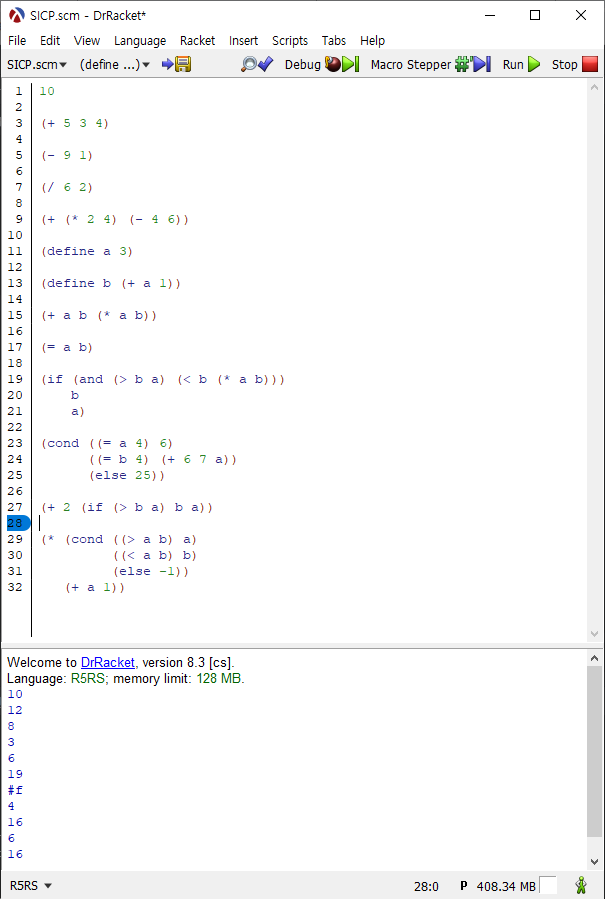 SICP.scm - DrRacket*
File Edit View Language Racket Insert Scripts Tabs Help
SICP.scm▾ (define ...)▾ Debug Macro Stepper Run Stop
1 10
2
3 (+ 5 3 4)
4
5 (- 9 1)
6
7 (/ 6 2)
8
9 (+ (* 2 4) (- 4 6))
10
11 (define a 3)
12
13 (define b (+ a 1))
14
15 (+ a b (* a b))
16
17 (= a b)
18
19 (if (and (> b a) (< b (* a b)))
20     b
21     a)
22
23 (cond ((= a 4) 6)
24       ((= b 4) (+ 6 7 a))
25       (else 25))
26
27 (+ 2 (if (> b a) b a))
28
29 (* (cond ((> a b) a)
30          ((< a b) b)
31          (else -1))
32    (+ a 1))
Welcome to DrRacket, version 8.3 [cs].
Language: R5RS; memory limit: 128 MB.
10
12
8
3
6
19
#f
4
16
6
16
R5RS ▾ 28:0 P 408.34 MB